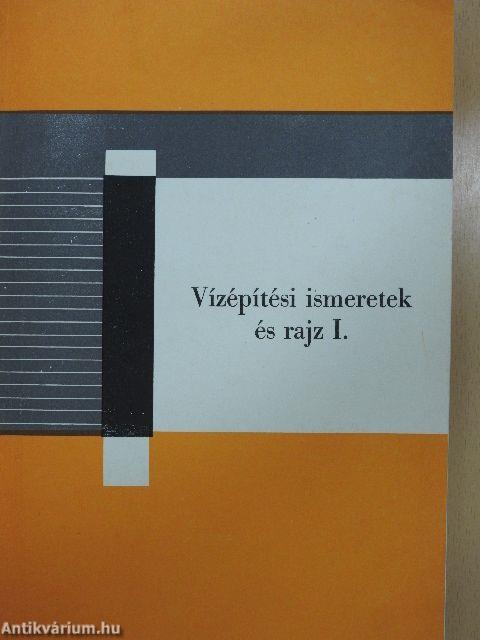 Vízépítési ismeretek
és rajz I.
Antikvárium.hu